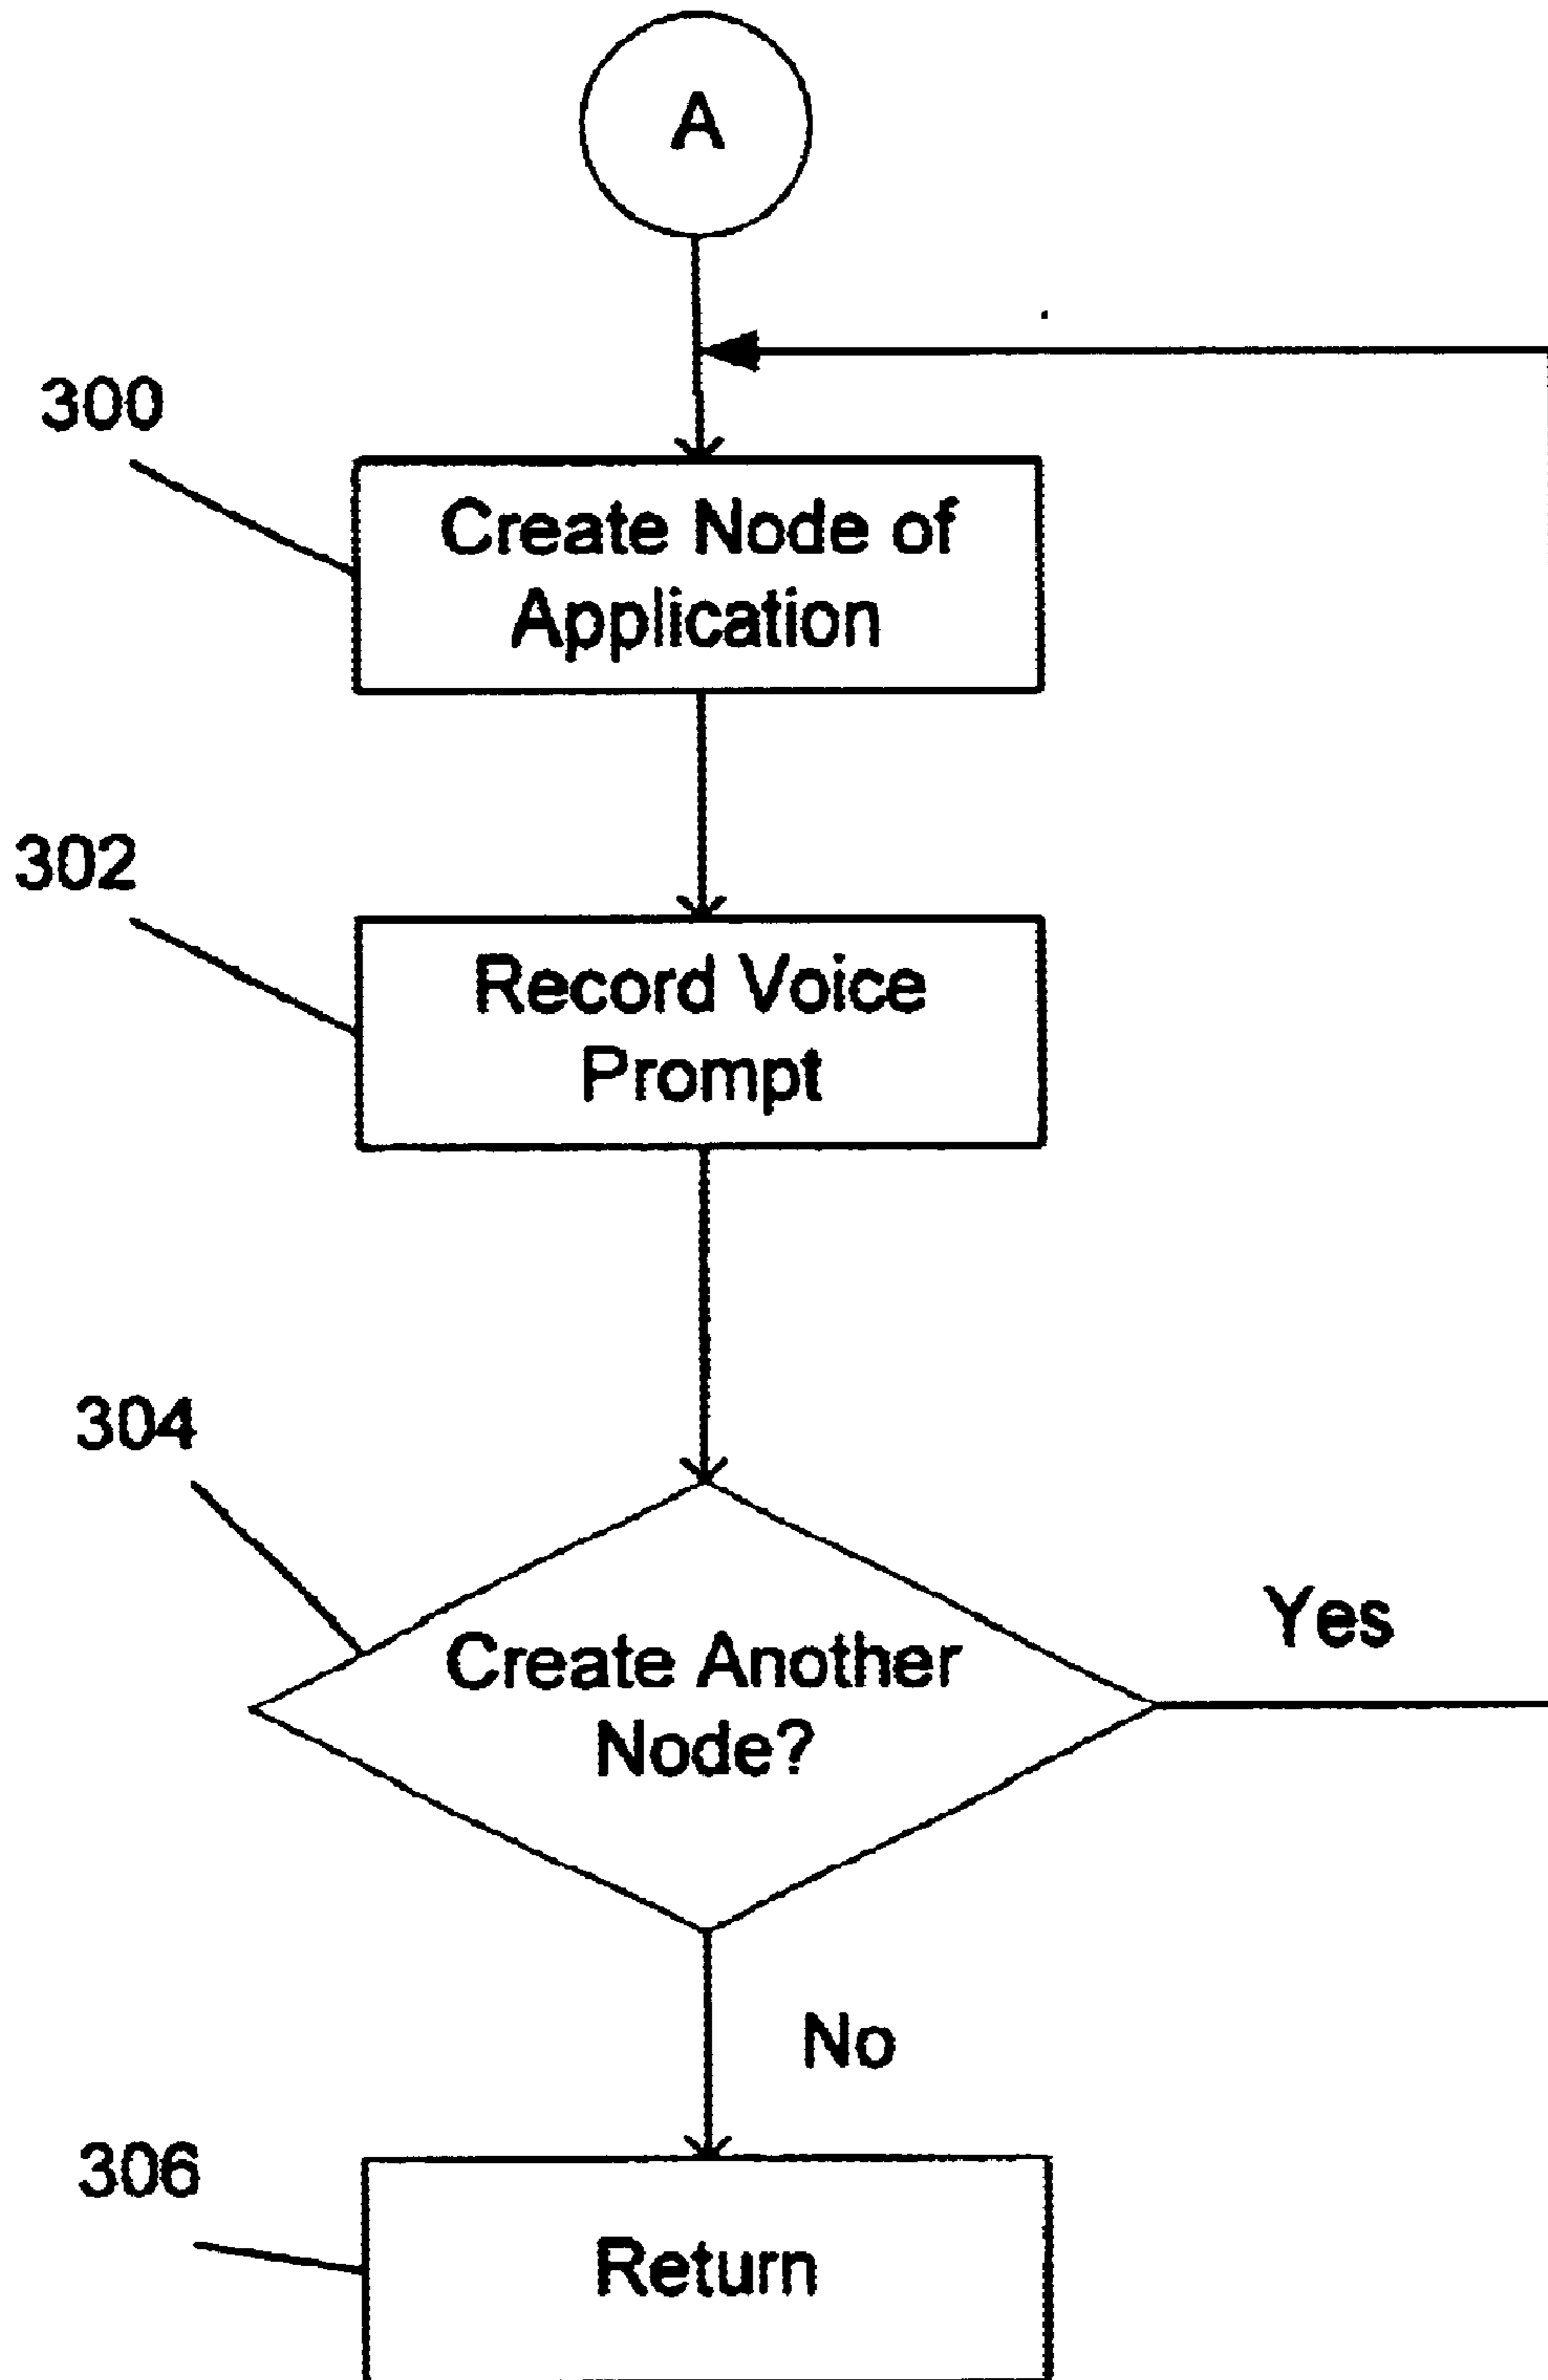 A
300
Create Node of
Application
302
Record Voice
Prompt
304
Create Another
Node?
Yes
No
306
Return